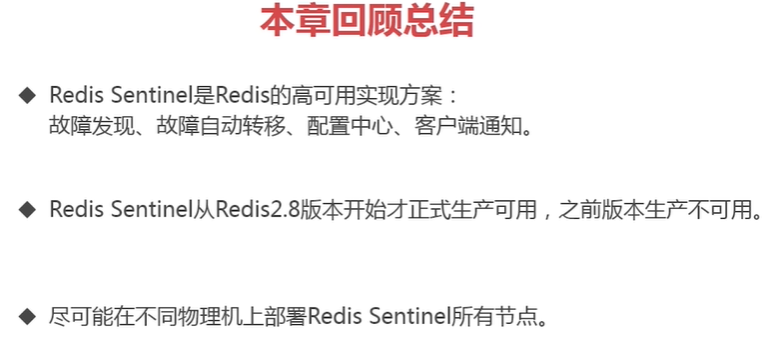 本章回顾总结
◆ Redis Sentinel是Redis的高可用实现方案：
故障发现、故障自动转移、配置中心、客户端通知。
◆ Redis Sentinel从Redis2.8版本开始才正式生产可用，之前版本生产不可用。
◆ 尽可能在不同物理机上部署Redis Sentinel所有节点。